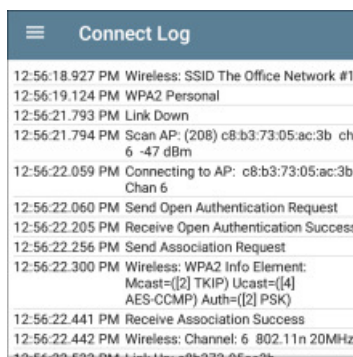 Connect Log
12:56:18.927 PM Wireless: SSID The Office Network #1
12:56:19.124 PM WPA2 Personal
12:56:21.793 PM Link Down
12:56:21.794 PM Scan AP: (208) c8:b3:73:05:ac:3b ch
6 -47 dBm
12:56:22.059 PM Connecting to AP: c8:b3:73:05:ac:3b
Chan 6
12:56:22.060 PM Send Open Authentication Request
12:56:22.205 PM Receive Open Authentication Success
12:56:22.256 PM Send Association Request
12:56:22.300 PM Wireless: WPA2 Info Element:
Mcast=([2] TKIP) Ucast=([4]
AES-CCMP) Auth=([2] PSK)
12:56:22.441 PM Receive Association Success
12:56:22.442 PM Wireless: Channel: 6 802.11n 20MHz